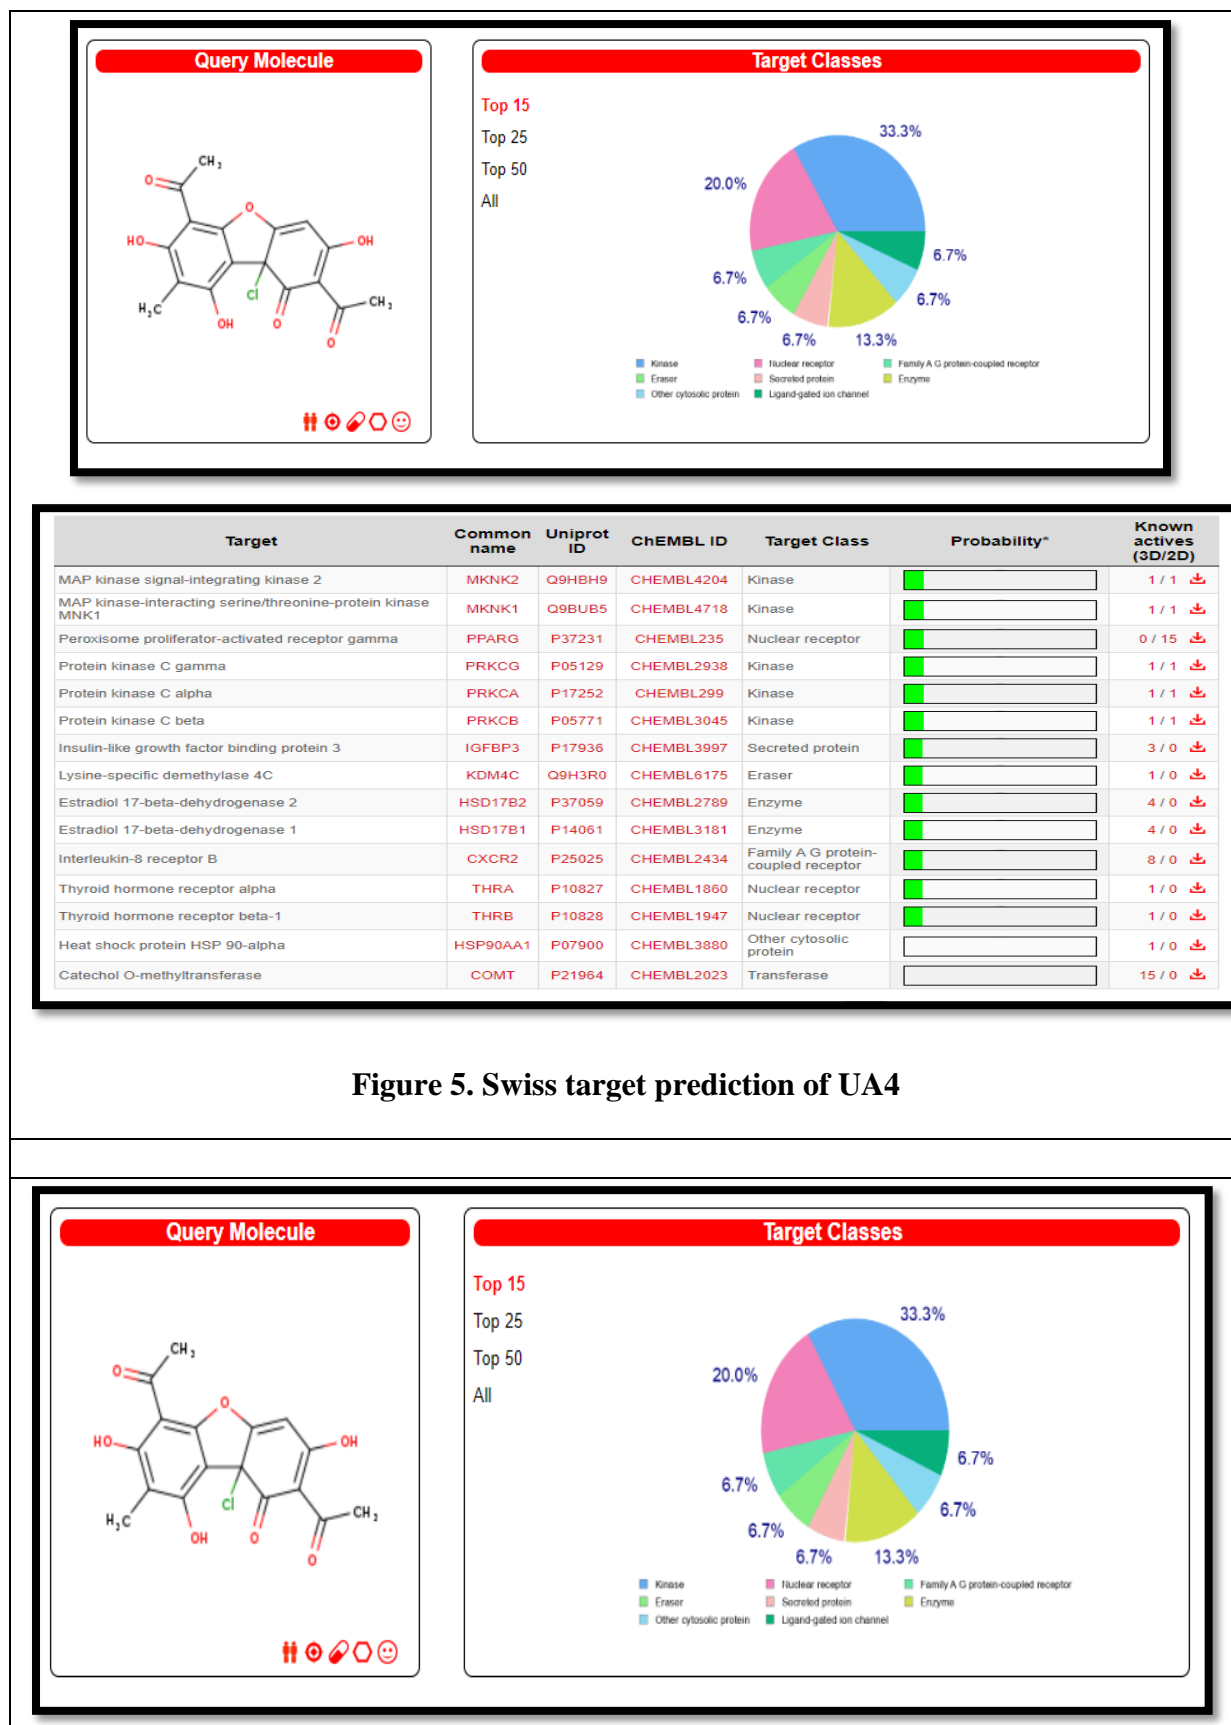 Query Molecule
CH3
O
O
HO
OH
Cl
H3C
CH3
OH
O
O
Target Classes
Top 15
Top 25
Top 50
All
33.3%
20.0%
6.7%
6.7%
6.7%
6.7%
6.7%
13.3%
Kinase Nuclear receptor Family A G protein-coupled receptor
Eraser Secreted protein Enzyme
Other cytosolic protein Ligand-gated ion channel
Target Common name Uniprot ID ChEMBL ID Target Class Probability* Known actives (3D/2D)
MAP kinase signal-integrating kinase 2 MKNK2 Q9HBH9 CHEMBL4204 Kinase 1 / 1
MAP kinase-interacting serine/threonine-protein kinase MNK1 MKNK1 Q9BUB5 CHEMBL4718 Kinase 1 / 1
Peroxisome proliferator-activated receptor gamma PPARG P37231 CHEMBL235 Nuclear receptor 0 / 15
Protein kinase C gamma PRKCG P05129 CHEMBL2938 Kinase 1 / 1
Protein kinase C alpha PRKCA P17252 CHEMBL299 Kinase 1 / 1
Protein kinase C beta PRKCB P05771 CHEMBL3045 Kinase 1 / 1
Insulin-like growth factor binding protein 3 IGFBP3 P17936 CHEMBL3997 Secreted protein 3 / 0
Lysine-specific demethylase 4C KDM4C Q9H3R0 CHEMBL6175 Eraser 1 / 0
Estradiol 17-beta-dehydrogenase 2 HSD17B2 P37059 CHEMBL2789 Enzyme 4 / 0
Estradiol 17-beta-dehydrogenase 1 HSD17B1 P14061 CHEMBL3181 Enzyme 4 / 0
Interleukin-8 receptor B CXCR2 P25025 CHEMBL2434 Family A G protein-coupled receptor 8 / 0
Thyroid hormone receptor alpha THRA P10827 CHEMBL1860 Nuclear receptor 1 / 0
Thyroid hormone receptor beta-1 THRB P10828 CHEMBL1947 Nuclear receptor 1 / 0
Heat shock protein HSP 90-alpha HSP90AA1 P07900 CHEMBL3880 Other cytosolic protein 1 / 0
Catechol O-methyltransferase COMT P21964 CHEMBL2023 Transferase 15 / 0
Figure 5. Swiss target prediction of UA4
Query Molecule
CH3
O
O
HO
OH
Cl
H3C
CH3
OH
O
O
Target Classes
Top 15
Top 25
Top 50
All
33.3%
20.0%
6.7%
6.7%
6.7%
6.7%
6.7%
13.3%
Kinase Nuclear receptor Family A G protein-coupled receptor
Eraser Secreted protein Enzyme
Other cytosolic protein Ligand-gated ion channel